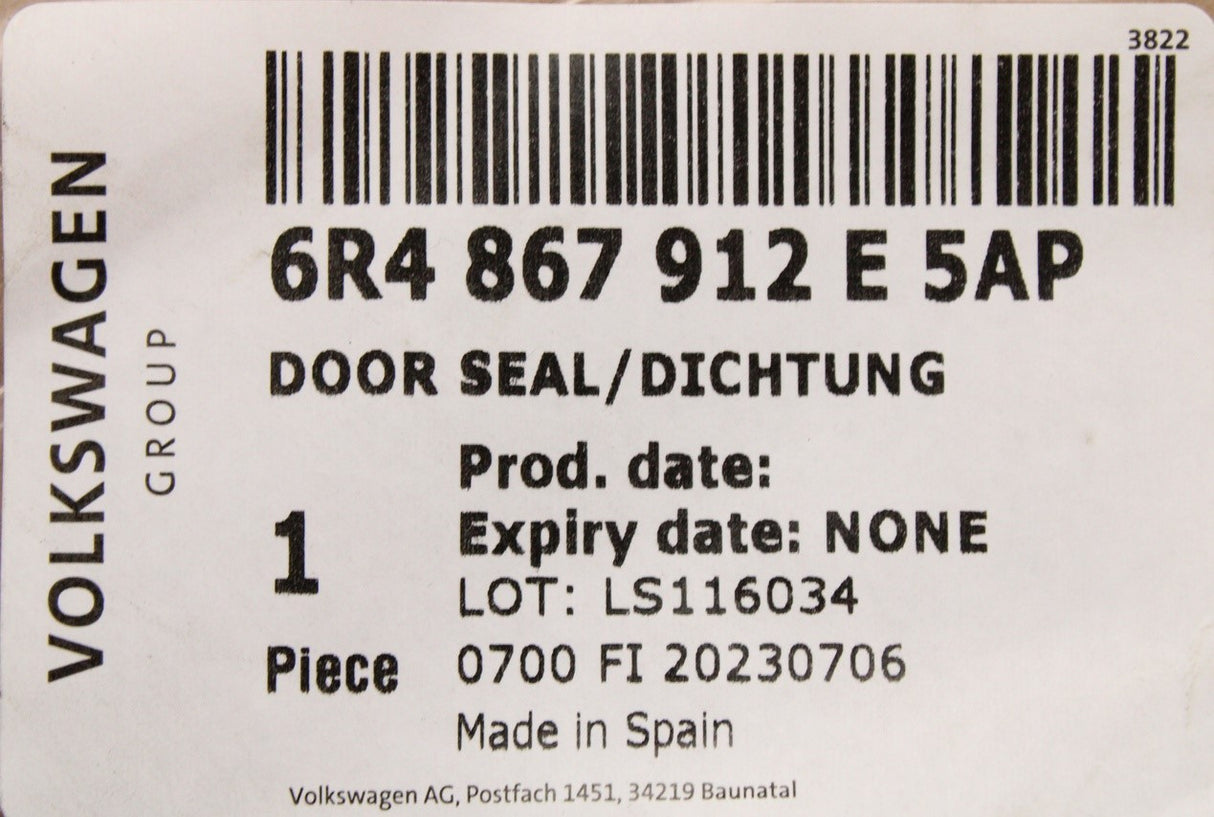 3822
6R4 867 912 E 5AP
DOOR SEAL/DICHTUNG
Prod. date:
Expiry date: NONE
1
LOT: LS116034
Piece
0700 FI 20230706
Made in Spain
Volkswagen AG, Postfach 1451, 34219 Baunatal
VOLKSWAGEN
GROUP